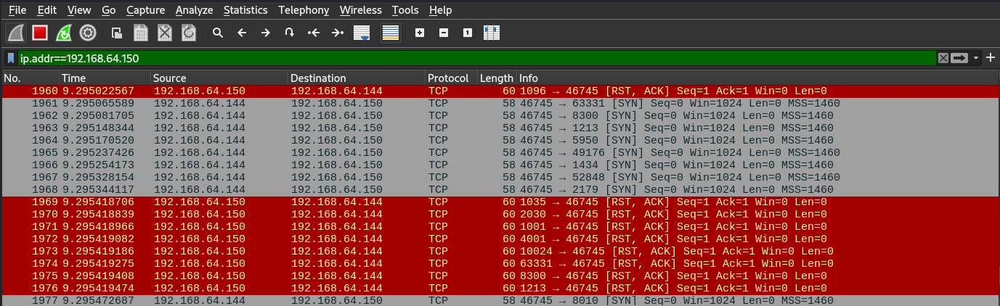 File Edit View Go Capture Analyze Statistics Telephony Wireless Tools Help
ip.addr==192.168.64.150
No. Time Source Destination Protocol Length Info
1960 9.295022567 192.168.64.150 192.168.64.144 TCP 60 1096 → 46745 [RST, ACK] Seq=1 Ack=1 Win=0 Len=0
1961 9.295065589 192.168.64.144 192.168.64.150 TCP 58 46745 → 63331 [SYN] Seq=0 Win=1024 Len=0 MSS=1460
1962 9.295081705 192.168.64.144 192.168.64.150 TCP 58 46745 → 8300 [SYN] Seq=0 Win=1024 Len=0 MSS=1460
1963 9.295148344 192.168.64.144 192.168.64.150 TCP 58 46745 → 1213 [SYN] Seq=0 Win=1024 Len=0 MSS=1460
1964 9.295170520 192.168.64.144 192.168.64.150 TCP 58 46745 → 5950 [SYN] Seq=0 Win=1024 Len=0 MSS=1460
1965 9.295237426 192.168.64.144 192.168.64.150 TCP 58 46745 → 49176 [SYN] Seq=0 Win=1024 Len=0 MSS=1460
1966 9.295254173 192.168.64.144 192.168.64.150 TCP 58 46745 → 1434 [SYN] Seq=0 Win=1024 Len=0 MSS=1460
1967 9.295328154 192.168.64.144 192.168.64.150 TCP 58 46745 → 52848 [SYN] Seq=0 Win=1024 Len=0 MSS=1460
1968 9.295344117 192.168.64.144 192.168.64.150 TCP 58 46745 → 2179 [SYN] Seq=0 Win=1024 Len=0 MSS=1460
1969 9.295418706 192.168.64.150 192.168.64.144 TCP 60 1035 → 46745 [RST, ACK] Seq=1 Ack=1 Win=0 Len=0
1970 9.295418839 192.168.64.150 192.168.64.144 TCP 60 2030 → 46745 [RST, ACK] Seq=1 Ack=1 Win=0 Len=0
1971 9.295418966 192.168.64.150 192.168.64.144 TCP 60 1001 → 46745 [RST, ACK] Seq=1 Ack=1 Win=0 Len=0
1972 9.295419082 192.168.64.150 192.168.64.144 TCP 60 4001 → 46745 [RST, ACK] Seq=1 Ack=1 Win=0 Len=0
1973 9.295419186 192.168.64.150 192.168.64.144 TCP 60 10024 → 46745 [RST, ACK] Seq=1 Ack=1 Win=0 Len=0
1974 9.295419275 192.168.64.150 192.168.64.144 TCP 60 63331 → 46745 [RST, ACK] Seq=1 Ack=1 Win=0 Len=0
1975 9.295419408 192.168.64.150 192.168.64.144 TCP 60 8300 → 46745 [RST, ACK] Seq=1 Ack=1 Win=0 Len=0
1976 9.295419474 192.168.64.150 192.168.64.144 TCP 60 1213 → 46745 [RST, ACK] Seq=1 Ack=1 Win=0 Len=0
1977 9.295472687 192.168.64.144 192.168.64.150 TCP 58 46745 → 8010 [SYN] Seq=0 Win=1024 Len=0 MSS=1460